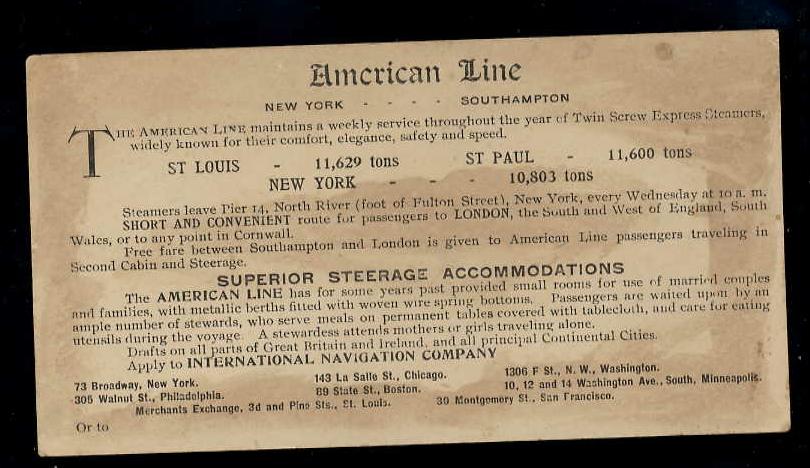 American Line
NEW YORK - - - - SOUTHAMPTON
THE AMERICAN LINE maintains a weekly service throughout the year of Twin Screw Express Steamers,
widely known for their comfort, elegance, safety and speed.
ST LOUIS - 11,629 tons ST PAUL - 11,600 tons
NEW YORK - - - 10,803 tons
Steamers leave Pier 14, North River (foot of Fulton Street), New York, every Wednesday at 10 a. m.
SHORT AND CONVENIENT route for passengers to LONDON, the South and West of England, South
Wales, or to any point in Cornwall.
Free fare between Southampton and London is given to American Line passengers traveling in
Second Cabin and Steerage.
SUPERIOR STEERAGE ACCOMMODATIONS
The AMERICAN LINE has for some years past provided small rooms for use of married couples
and families, with metallic berths fitted with woven wire spring bottoms. Passengers are waited upon by an
ample number of stewards, who serve meals on permanent tables covered with tablecloth, and care for eating
utensils during the voyage. A stewardess attends mothers or girls traveling alone.
Drafts on all parts of Great Britain and Ireland, and all principal Continental Cities.
Apply to INTERNATIONAL NAVIGATION COMPANY
73 Broadway, New York. 143 La Salle St., Chicago. 1306 F St., N. W., Washington.
305 Walnut St., Philadelphia. 89 State St., Boston. 10, 12 and 14 Washington Ave., South, Minneapolis.
Merchants Exchange, 3d and Pine Sts., St. Louis. 30 Montgomery St., San Francisco.
Or to